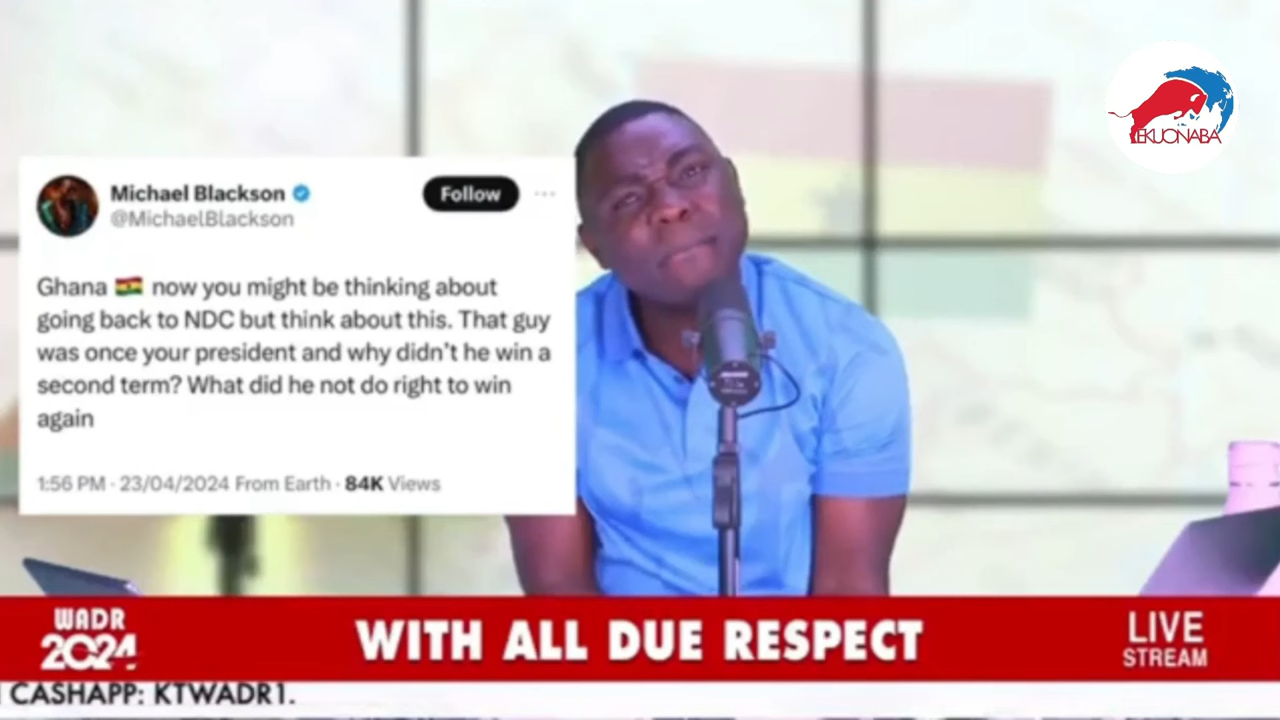 EKUONABA
Michael Blackson
@MichaelBlackson
Follow
Ghana 🇬🇭 now you might be thinking about
going back to NDC but think about this. That guy
was once your president and why didn't he win a
second term? What did he not do right to win
again
1:56 PM · 23/04/2024 From Earth · 84K Views
WADR
2024
WITH ALL DUE RESPECT
LIVE
STREAM
CASHAPP: KTWADR1.